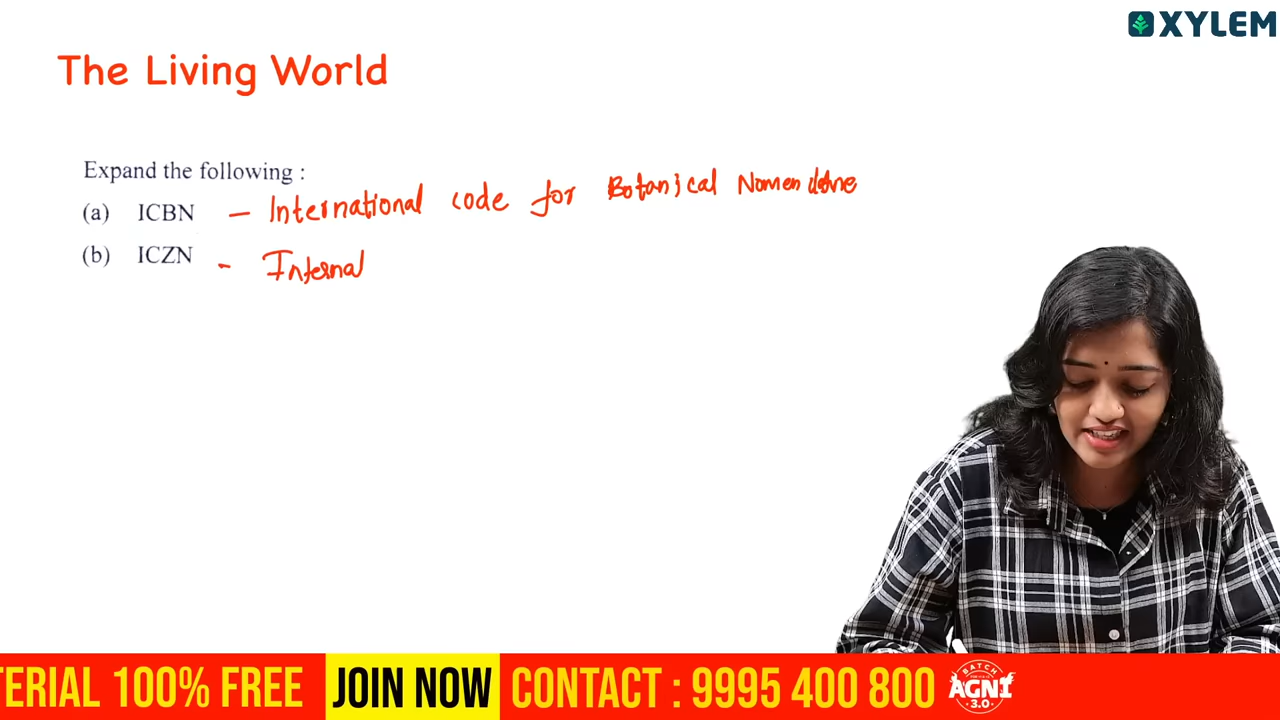 XYLEM
The Living World
Expand the following :
(a) ICBN – International code for Botanical
(b) ICZN - Internal
TERIAL 100% FREE JOIN NOW CONTACT : 9995 400 800
BATCH
AGNI
3.0